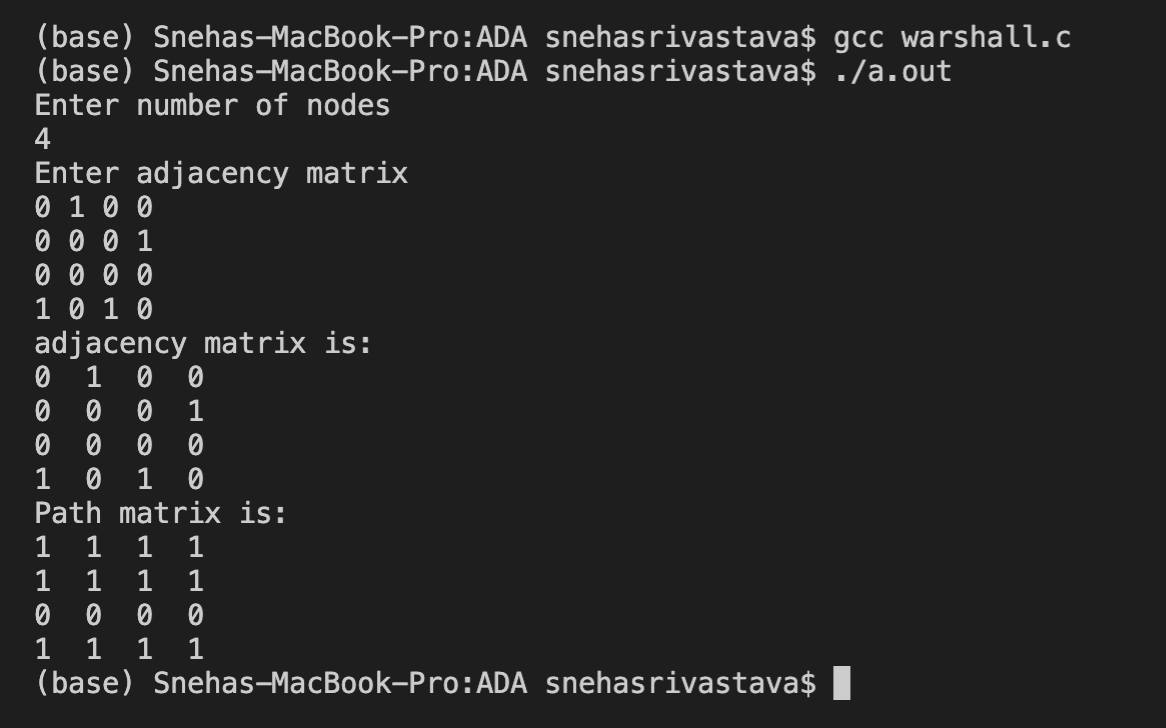 (base) Snehas-MacBook-Pro:ADA snehasrivastava$ gcc warshall.c
(base) Snehas-MacBook-Pro:ADA snehasrivastava$ ./a.out
Enter number of nodes
4
Enter adjacency matrix
0 1 0 0
0 0 0 1
0 0 0 0
1 0 1 0
adjacency matrix is:
0  1  0  0
0  0  0  1
0  0  0  0
1  0  1  0
Path matrix is:
1  1  1  1
1  1  1  1
0  0  0  0
1  1  1  1
(base) Snehas-MacBook-Pro:ADA snehasrivastava$